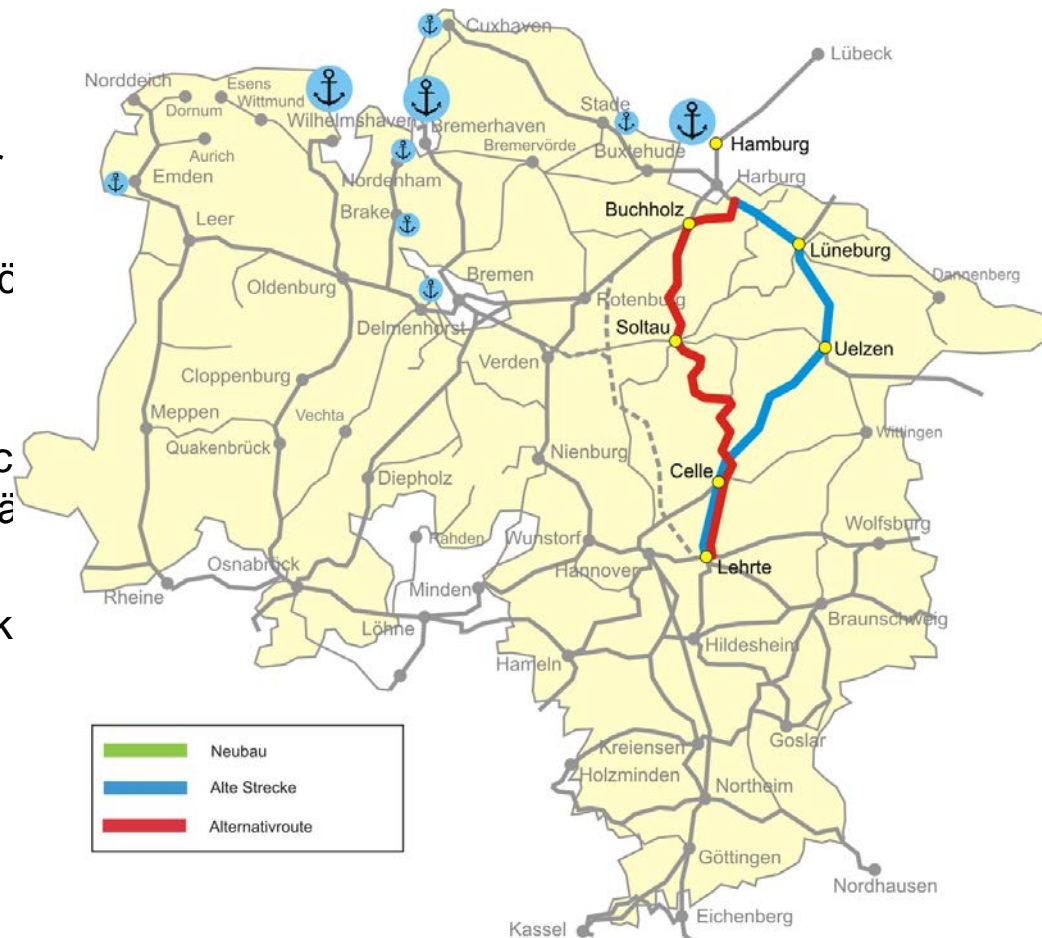 Cuxhaven
Lübeck
Norddeich
Esens
Dornum
Wittmund
Wilhelmshaven
Bremerhaven
Stade
Hamburg
Aurich
Bremervörde
Buxtehude
Emden
Nordenham
Harburg
Leer
Brake
Buchholz
Lüneburg
Bremen
Dannenberg
Oldenburg
Rotenburg
ö
Delmenhorst
Soltau
Verden
Uelzen
Cloppenburg
Meppen
Vechta
Quakenbrück
Nienburg
Wittingen
c
Diepholz
Celle
ä
Wolfsburg
Rahden
Wunstorf
Osnabrück
Hannover
Lehrte
Rheine
Minden
Löhne
Braunschweig
k
Hildesheim
Hameln
Goslar
Kreiensen
Holzminden
Northeim
Neubau
Alte Strecke
Alternativroute
Göttingen
Nordhausen
Kassel
Eichenberg